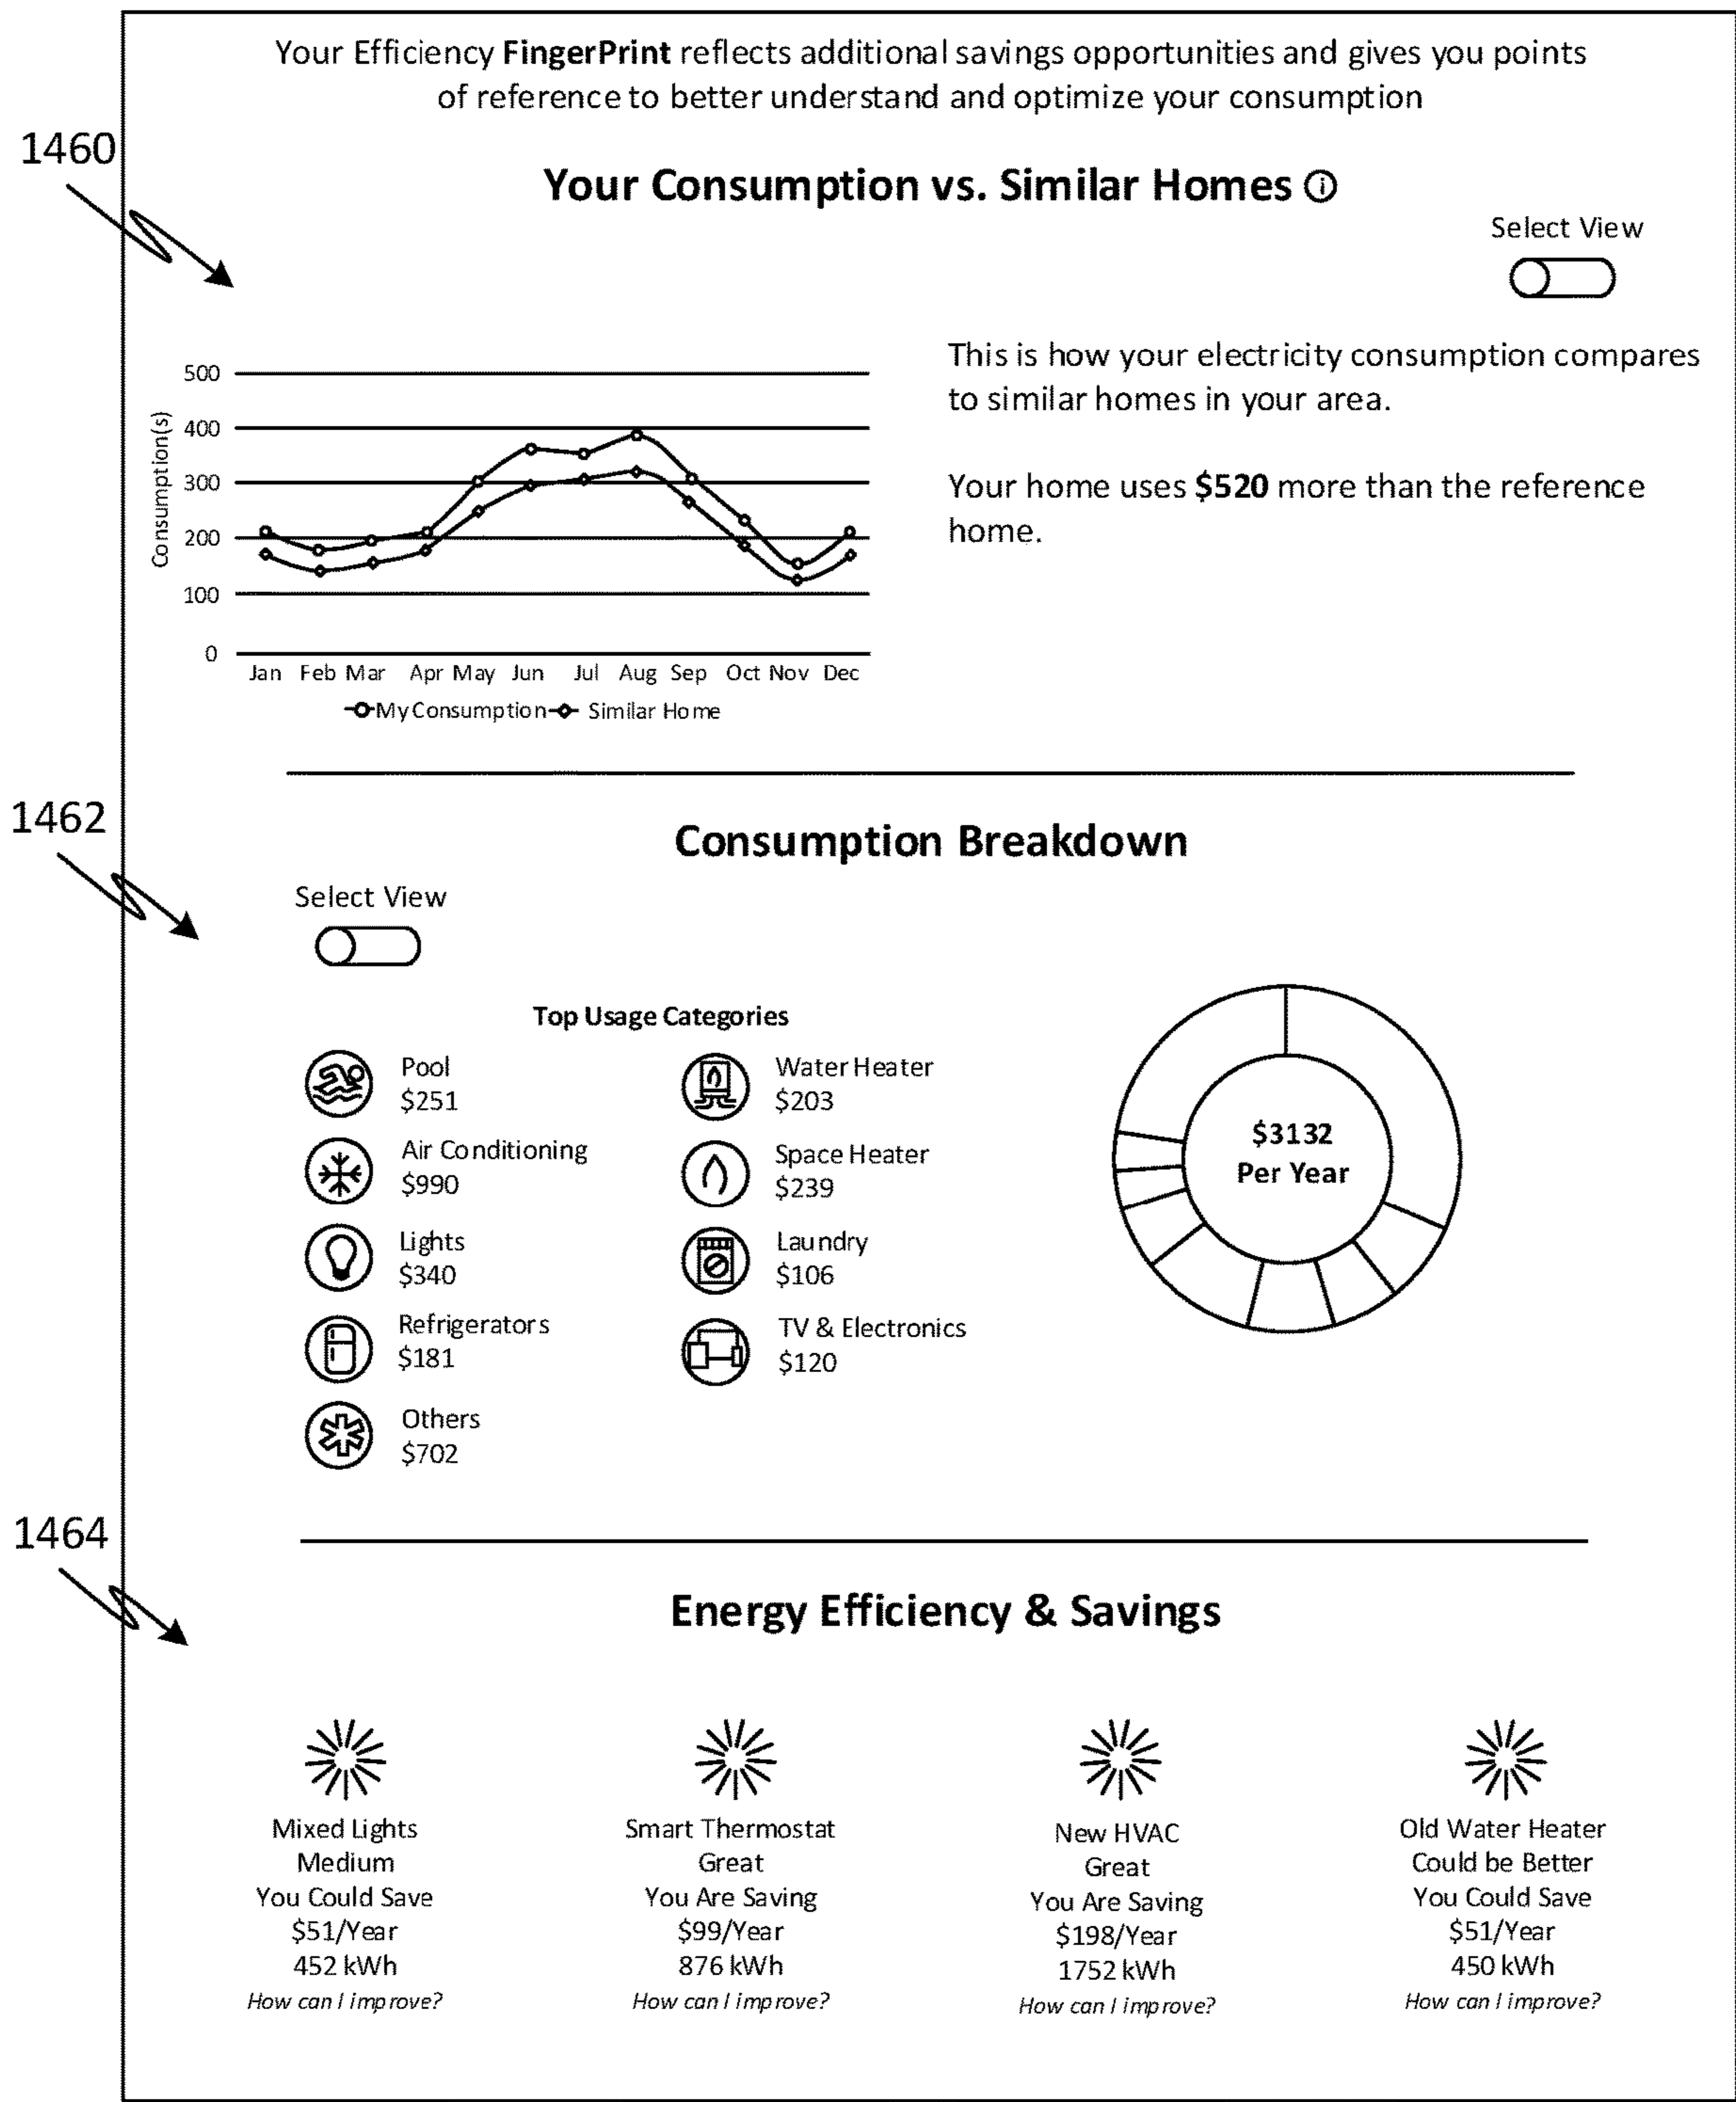 Your Efficiency FingerPrint reflects additional savings opportunities and gives you points
of reference to better understand and optimize your consumption
1460
Your Consumption vs. Similar Homes ⓘ
Select View
This is how your electricity consumption compares
to similar homes in your area.
Your home uses $520 more than the reference
home.
Consumption(s)
500
400
300
200
100
0
Jan Feb Mar Apr May Jun Jul Aug Sep Oct Nov Dec
My Consumption Similar Home
1462
Consumption Breakdown
Select View
Top Usage Categories
Pool
$251
Water Heater
$203
Air Conditioning
$990
Space Heater
$239
Lights
$340
Laundry
$106
Refrigerators
$181
TV & Electronics
$120
Others
$702
$3132
Per Year
1464
Energy Efficiency & Savings
Mixed Lights
Medium
You Could Save
$51/Year
452 kWh
How can I improve?
Smart Thermostat
Great
You Are Saving
$99/Year
876 kWh
How can I improve?
New HVAC
Great
You Are Saving
$198/Year
1752 kWh
How can I improve?
Old Water Heater
Could be Better
You Could Save
$51/Year
450 kWh
How can I improve?